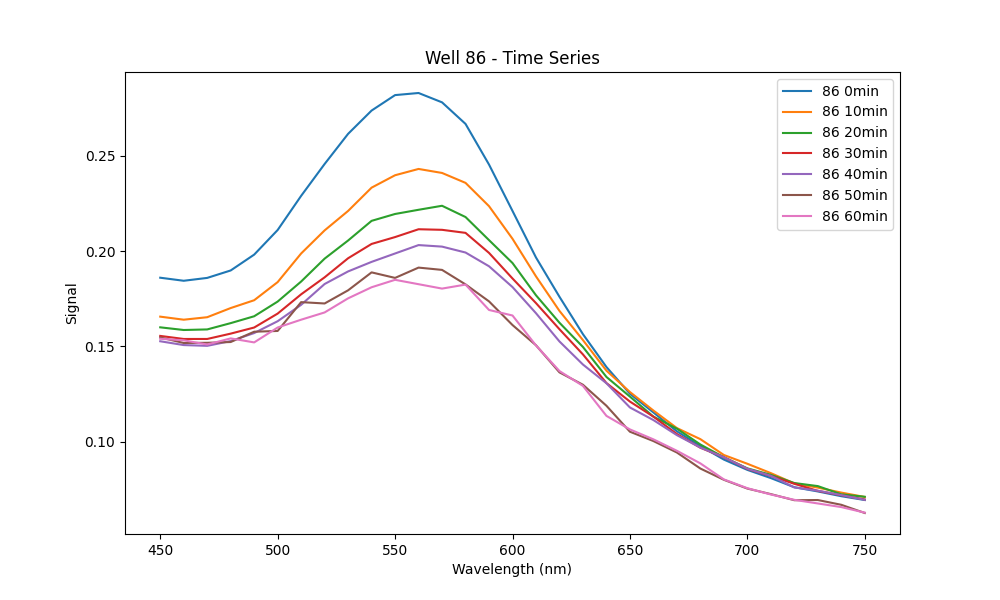 Well 86 - Time Series
Signal
0.25
0.20
0.15
0.10
86 0min
86 10min
86 20min
86 30min
86 40min
86 50min
86 60min
450 500 550 600 650 700 750
Wavelength (nm)